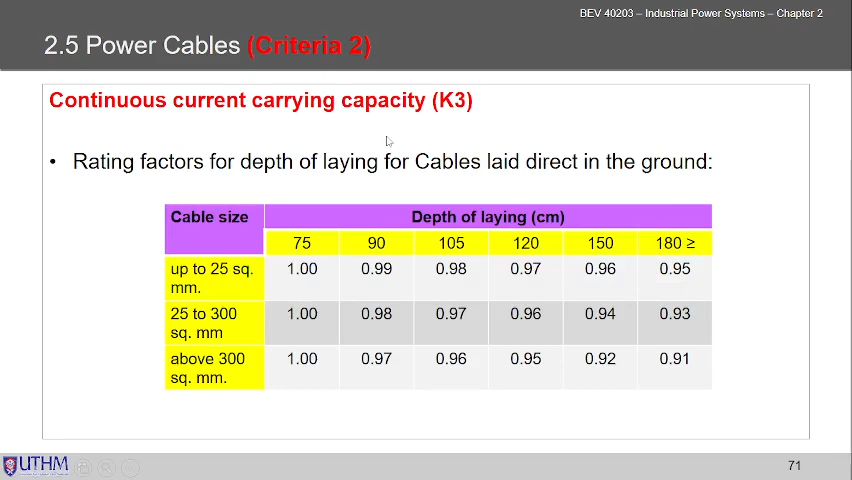 BEV 40203 – Industrial Power Systems – Chapter 2
2.5 Power Cables (Criteria 2)
Continuous current carrying capacity (K3)
• Rating factors for depth of laying for Cables laid direct in the ground:
Cable size Depth of laying (cm)
75 90 105 120 150 180 ≥
up to 25 sq. mm. 1.00 0.99 0.98 0.97 0.96 0.95
25 to 300 sq. mm 1.00 0.98 0.97 0.96 0.94 0.93
above 300 sq. mm. 1.00 0.97 0.96 0.95 0.92 0.91
UTHM
71